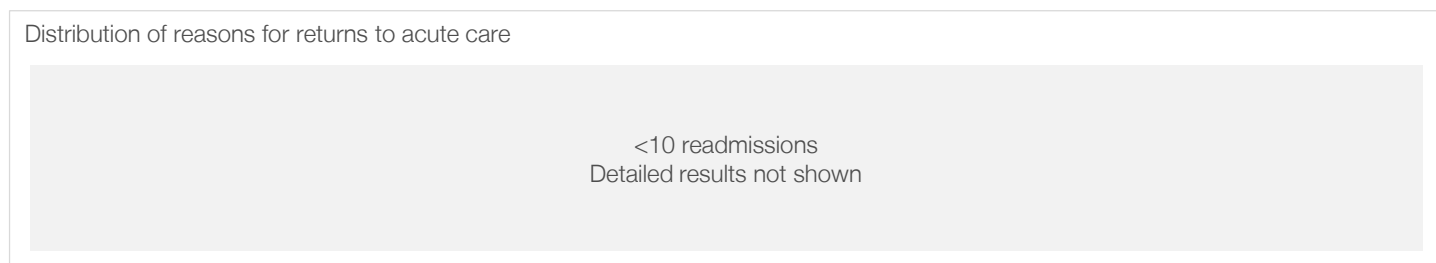 Distribution of reasons for returns to acute care
<10 readmissions
Detailed results not shown